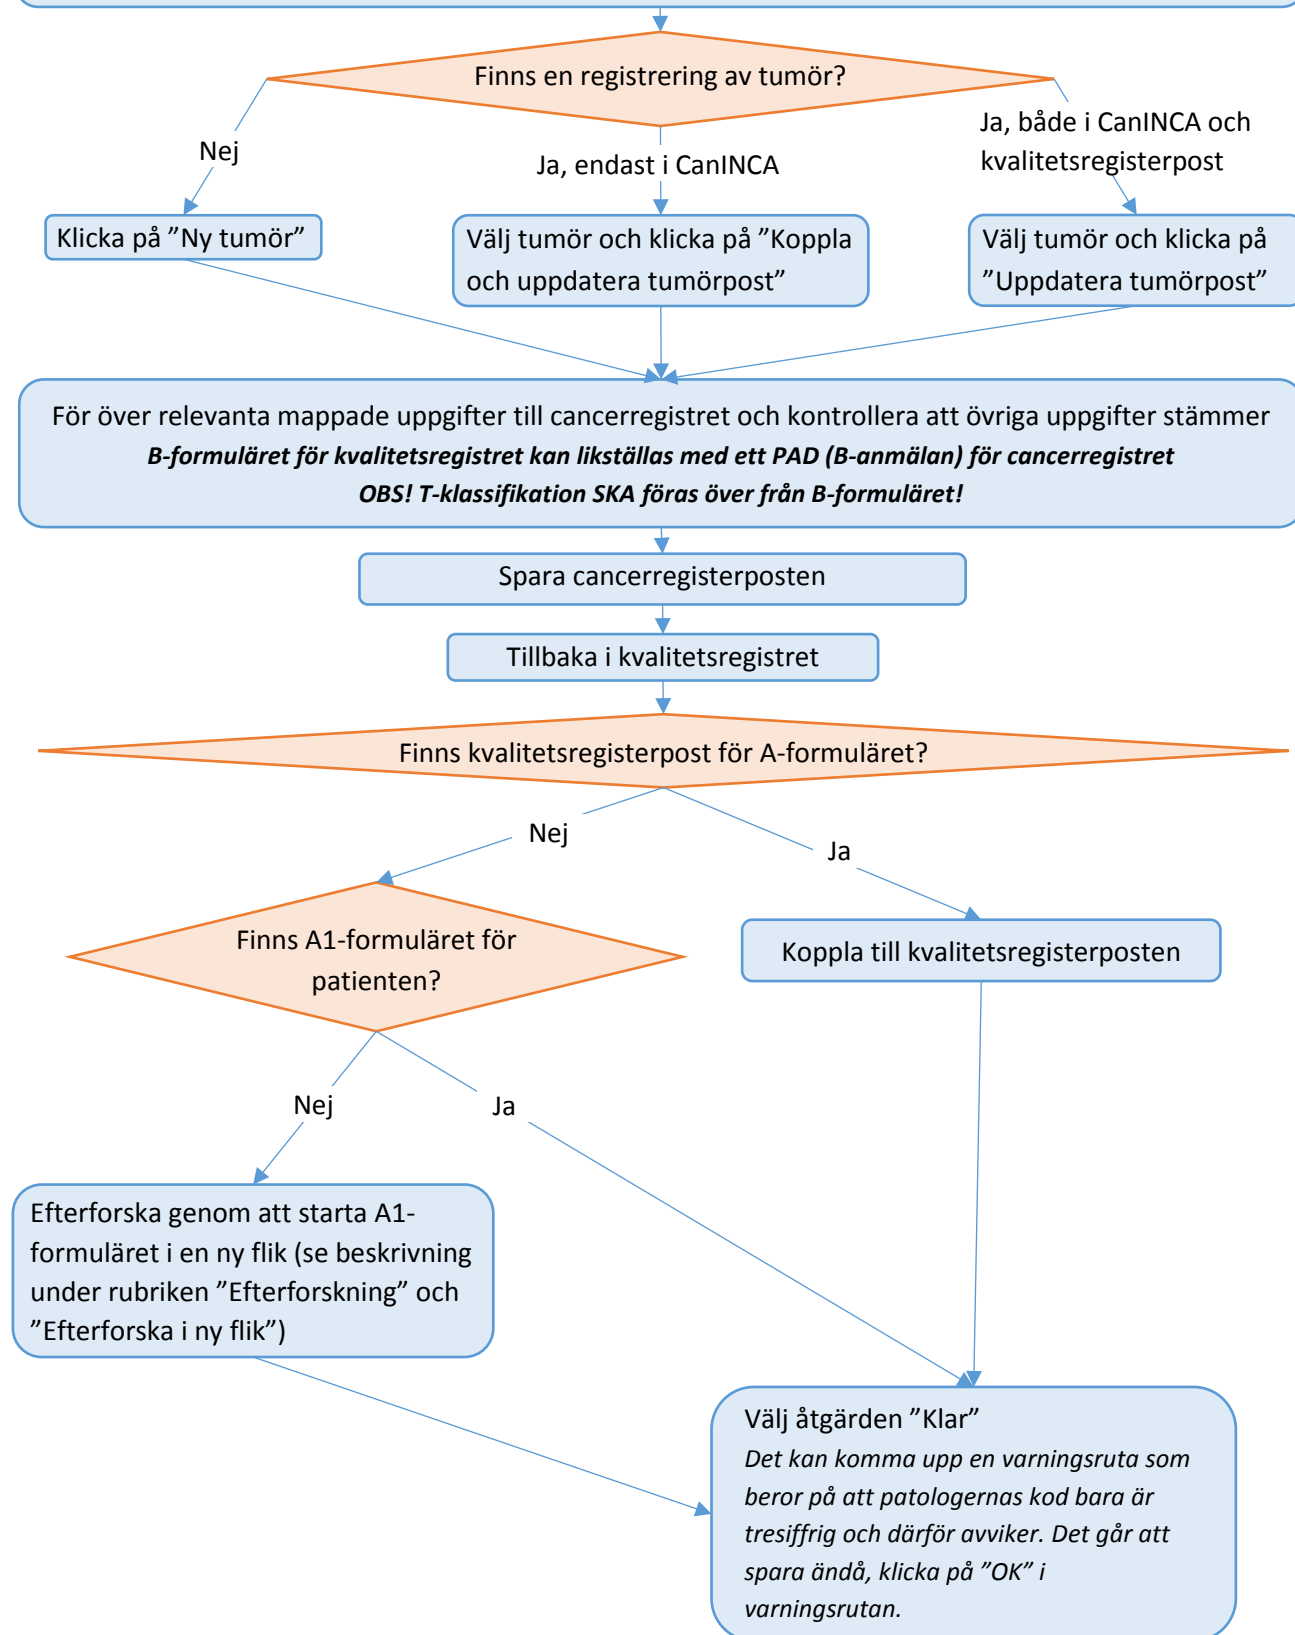 Finns en registrering av tumör?
Nej
Ja, endast i CanINCA
Ja, både i CanINCA och
kvalitetsregisterpost
Klicka på ”Ny tumör”
Välj tumör och klicka på ”Koppla
och uppdatera tumörpost”
Välj tumör och klicka på
”Uppdatera tumörpost”
För över relevanta mappade uppgifter till cancerregistret och kontrollera att övriga uppgifter stämmer
B-formuläret för kvalitetsregistret kan likställas med ett PAD (B-anmälan) för cancerregistret
OBS! T-klassifikation SKA föras över från B-formuläret!
Spara cancerregisterposten
Tillbaka i kvalitetsregistret
Finns kvalitetsregisterpost för A-formuläret?
Nej
Ja
Finns A1-formuläret för
patienten?
Koppla till kvalitetsregisterposten
Nej
Ja
Efterforska genom att starta A1-
formuläret i en ny flik (se beskrivning
under rubriken ”Efterforskning” och
”Efterforska i ny flik”)
Välj åtgärden ”Klar”
Det kan komma upp en varningsruta som
beror på att patologernas kod bara är
tresiffrig och därför avviker. Det går att
spara ändå, klicka på ”OK” i
varningsrutan.